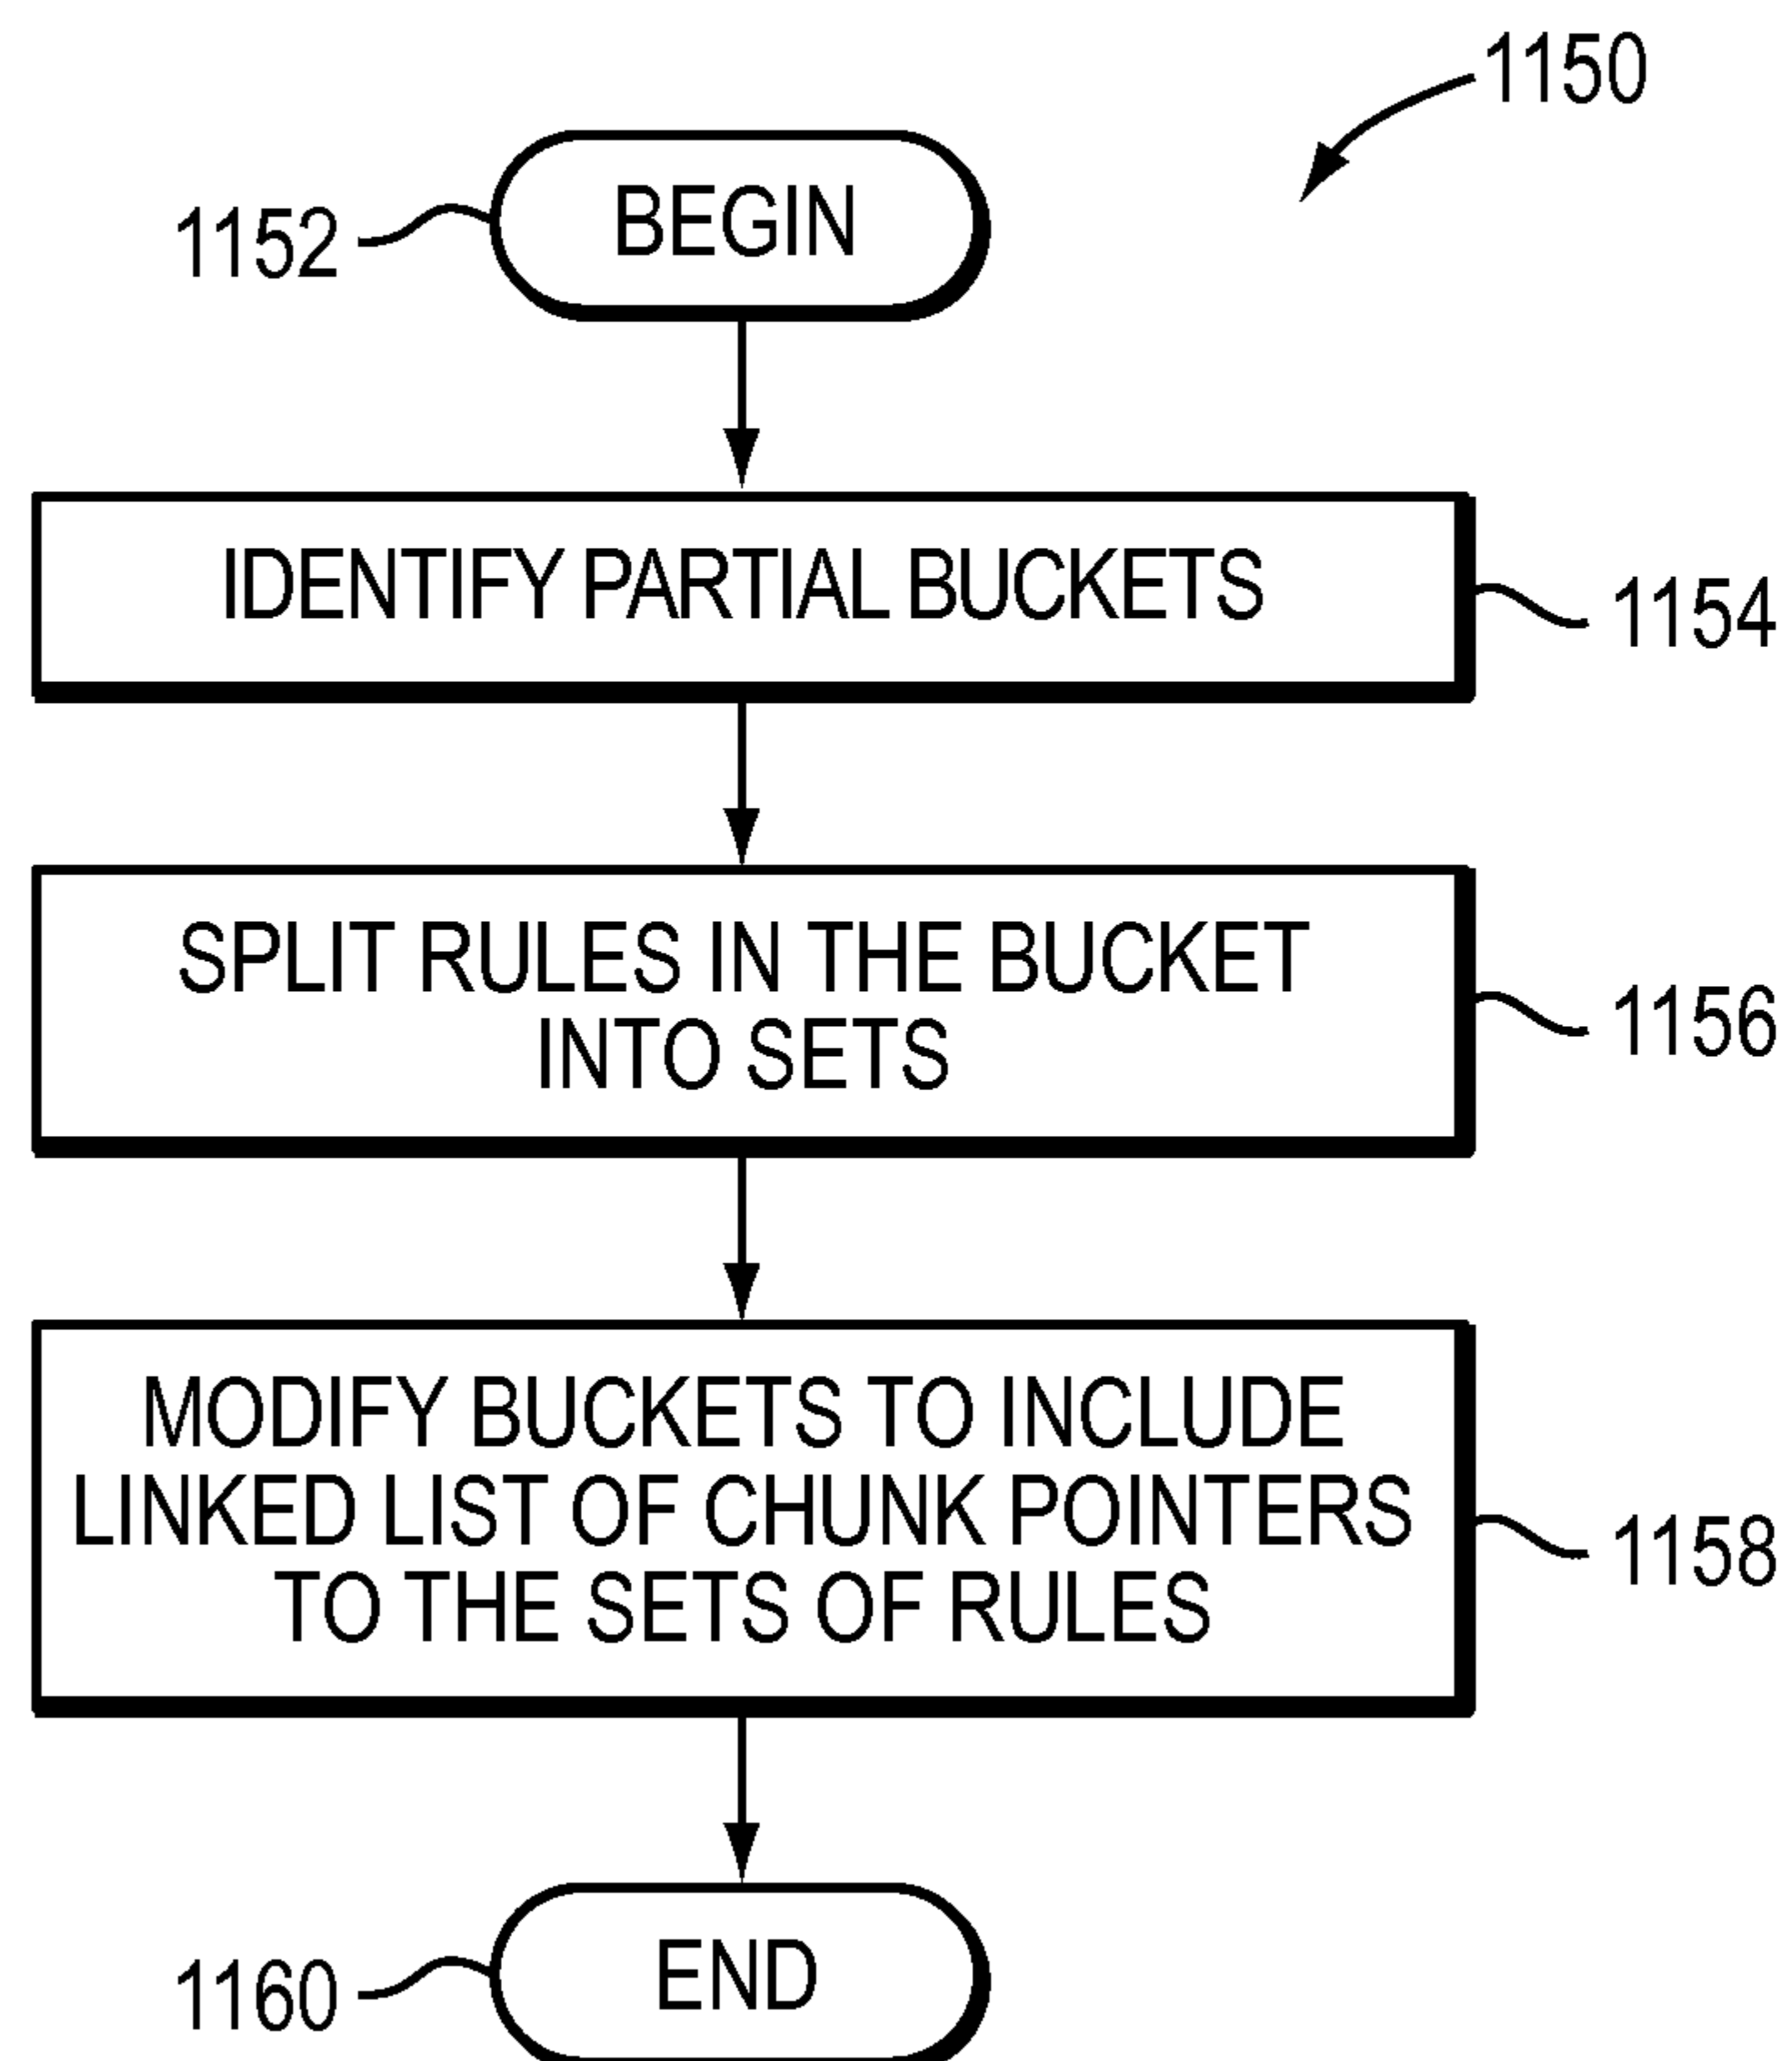 1150
1152
BEGIN
IDENTIFY PARTIAL BUCKETS
1154
SPLIT RULES IN THE BUCKET
INTO SETS
1156
MODIFY BUCKETS TO INCLUDE
LINKED LIST OF CHUNK POINTERS
TO THE SETS OF RULES
1158
1160
END